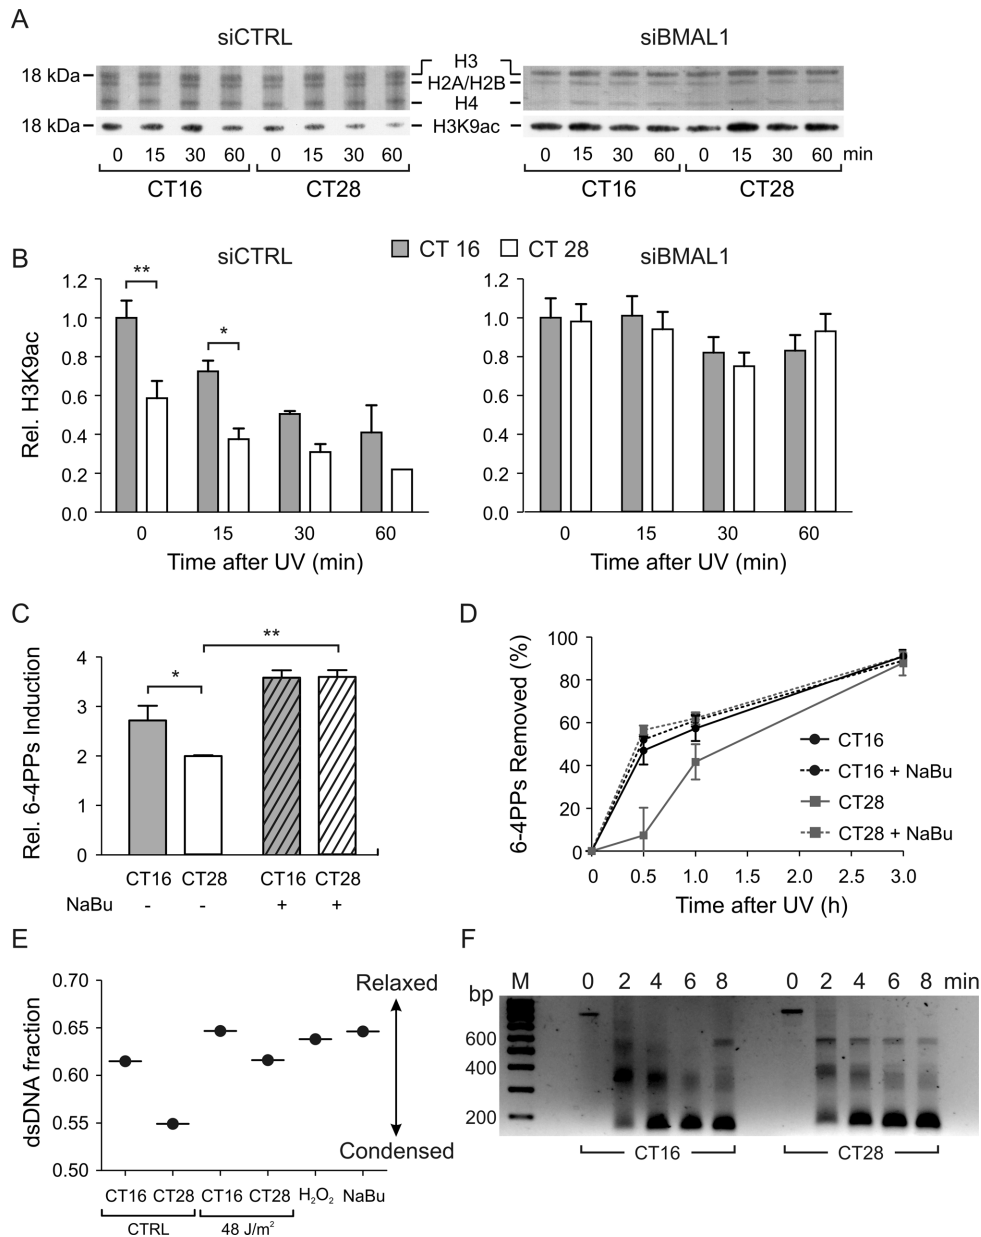 A
siCTRL
siBMAL1
18 kDa
H3
H2A/H2B
H4
18 kDa
H3K9ac
0 15 30 60 0 15 30 60
0 15 30 60 0 15 30 60 min
CT16 CT28
CT16 CT28
B
siCTRL
CT 16 CT 28
siBMAL1
Rel. H3K9ac
1.2
1.0
0.8
0.6
0.4
0.2
0.0
**
*
0 15 30 60
Time after UV (min)
1.2
1.0
0.8
0.6
0.4
0.2
0.0
0 15 30 60
Time after UV (min)
C
Rel. 6-4PPs Induction
4
3
2
1
0
*
**
CT16 CT28 CT16 CT28
NaBu - - + +
D
6-4PPs Removed (%)
100
80
60
40
20
0
CT16
CT16 + NaBu
CT28
CT28 + NaBu
0 0.5 1.0 1.5 2.0 2.5 3.0
Time after UV (h)
E
dsDNA fraction
0.70
0.65
0.60
0.55
0.50
Relaxed
Condensed
CT16 CT28 CT16 CT28 H₂O₂ NaBu
CTRL 48 J/m²
F
M 0 2 4 6 8 0 2 4 6 8 min
bp
600
400
200
CT16 CT28